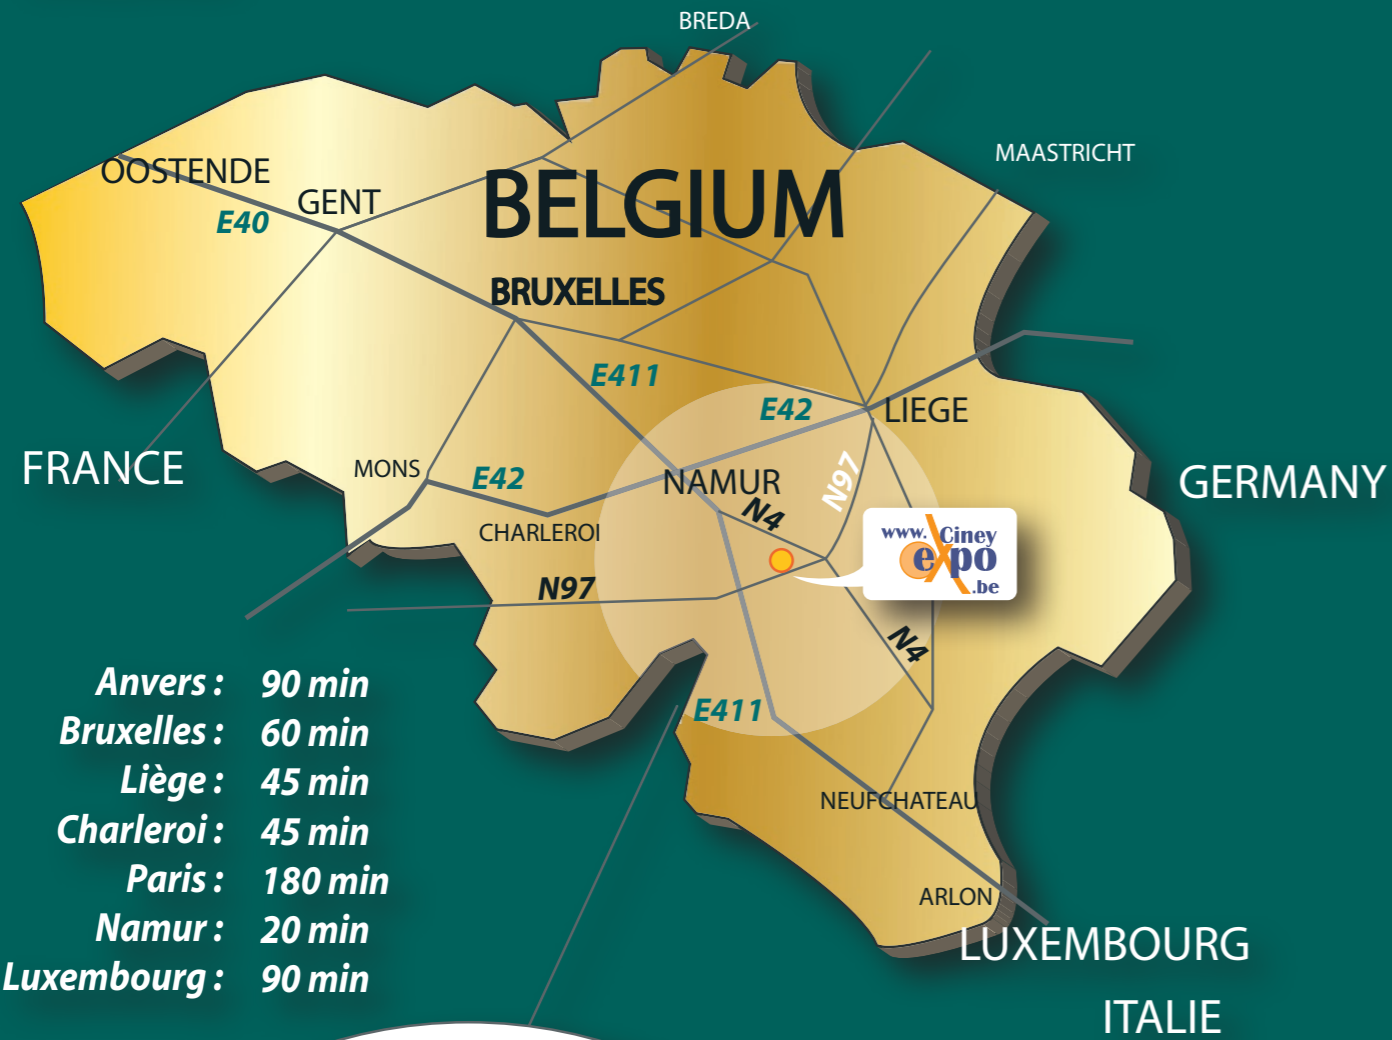 BREDA
MAASTRICHT
OOSTENDE
GENT
BELGIUM
E40
BRUXELLES
E411
E42
LIEGE
FRANCE
MONS
E42
NAMUR
N97
GERMANY
N4
CHARLEROI
www. Ciney
expo
.be
N97
N4
E411
Anvers : 90 min
Bruxelles : 60 min
Liège : 45 min
Charleroi : 45 min
Paris : 180 min
Namur : 20 min
Luxembourg : 90 min
NEUFCHATEAU
ARLON
LUXEMBOURG
ITALIE